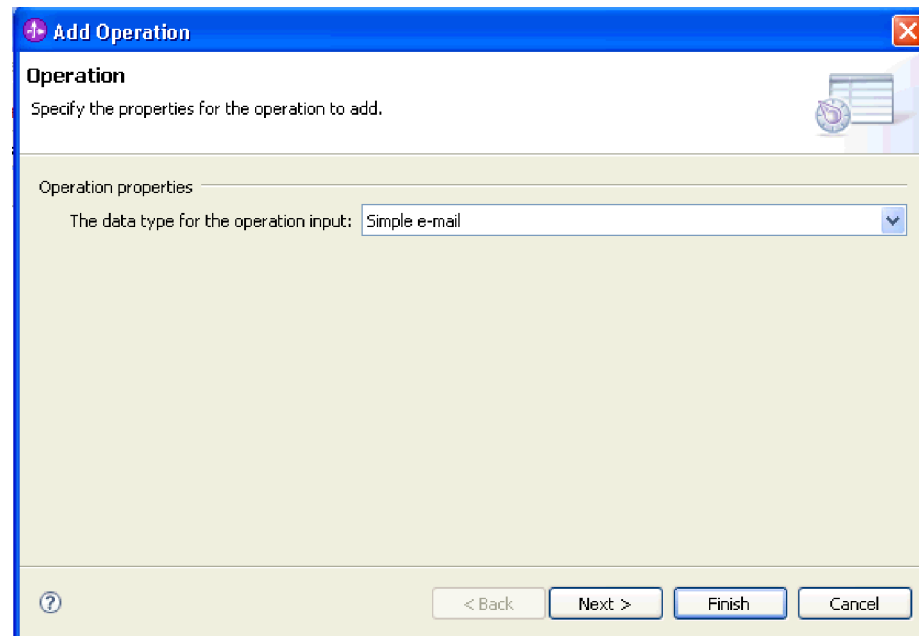 Add Operation
Operation
Specify the properties for the operation to add.
Operation properties
The data type for the operation input: Simple e-mail
< Back Next > Finish Cancel